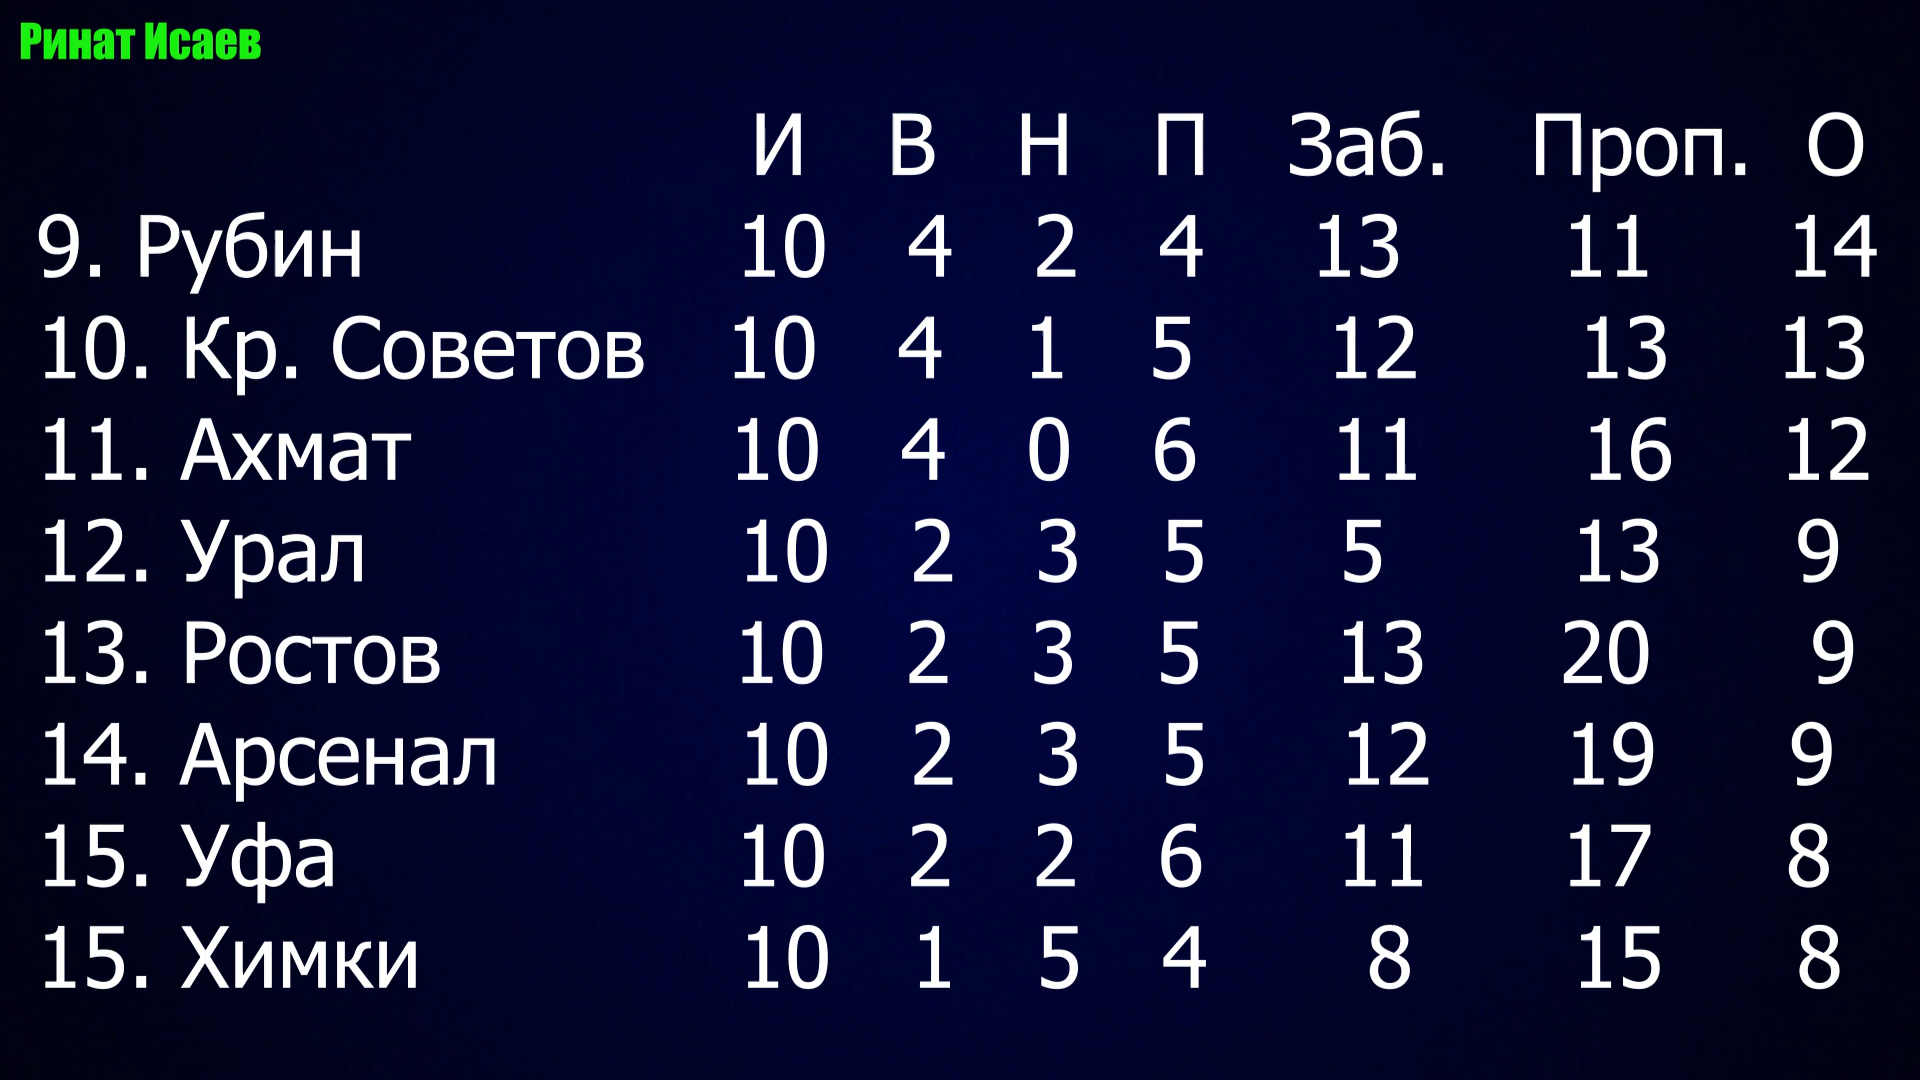 Ринат Исаев
И В Н П Заб. Проп. О
9. Рубин 10 4 2 4 13 11 14
10. Кр. Советов 10 4 1 5 12 13 13
11. Ахмат 10 4 0 6 11 16 12
12. Урал 10 2 3 5 5 13 9
13. Ростов 10 2 3 5 13 20 9
14. Арсенал 10 2 3 5 12 19 9
15. Уфа 10 2 2 6 11 17 8
15. Химки 10 1 5 4 8 15 8